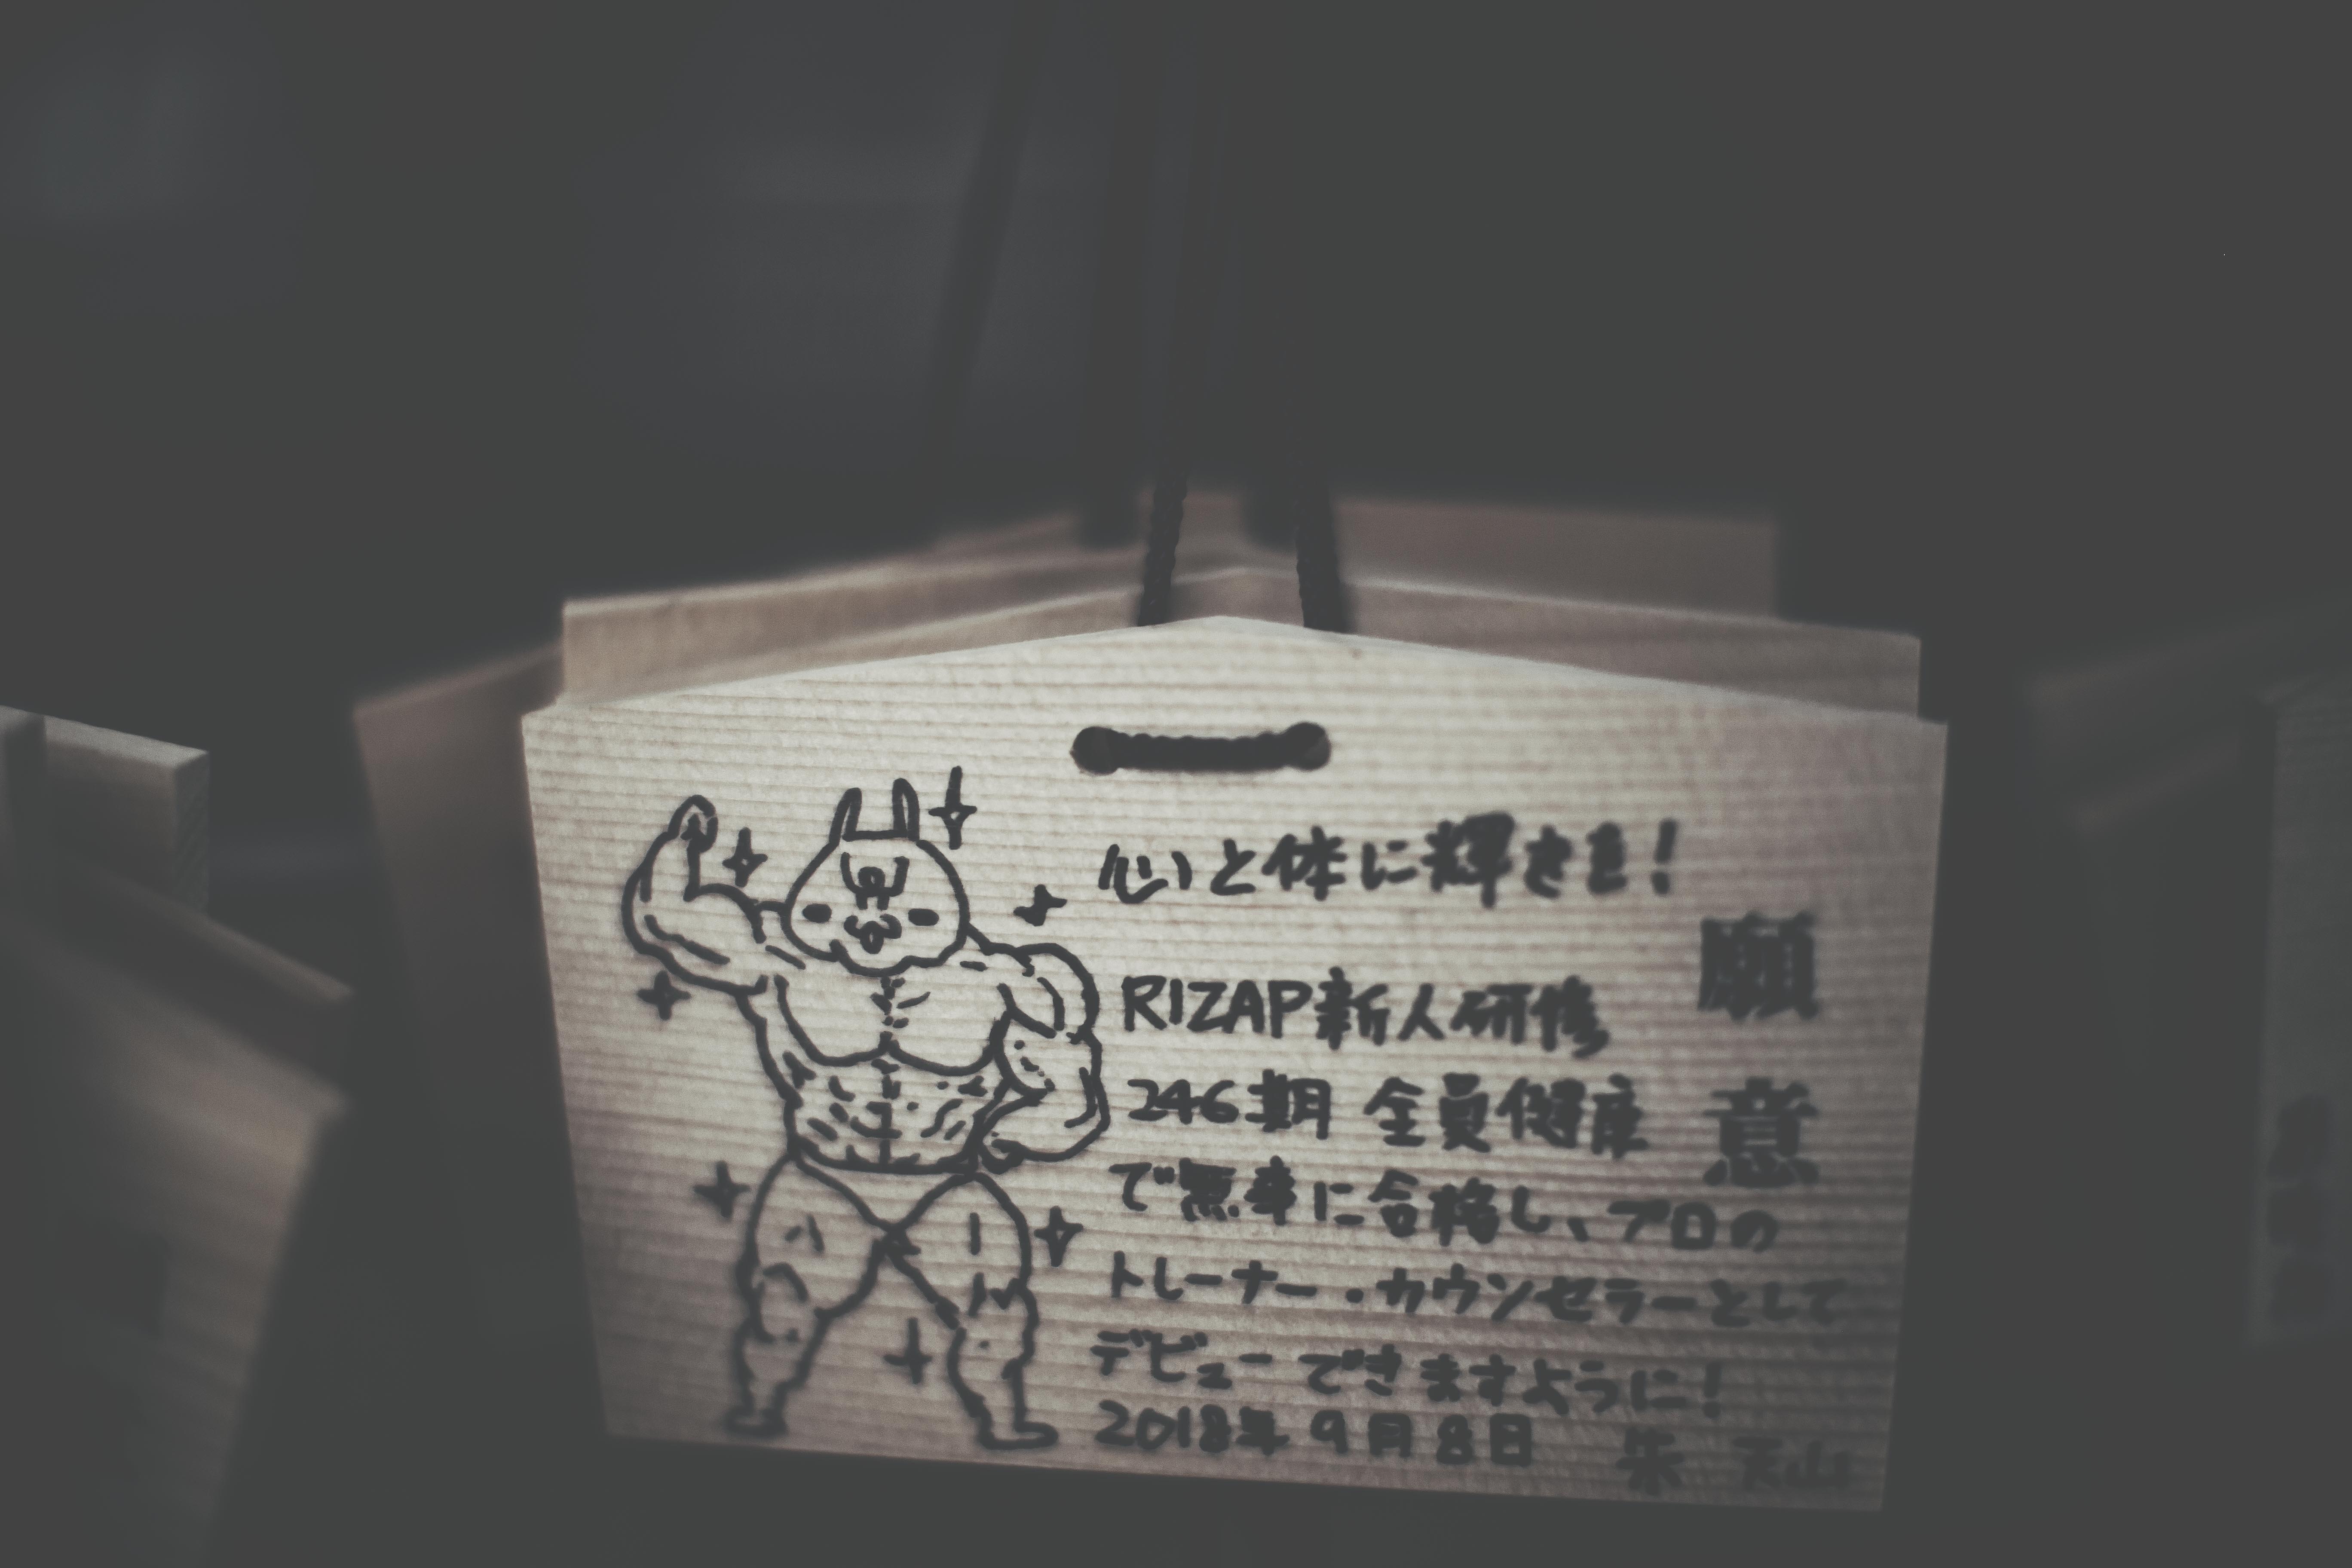 心と体に輝きを!
願意
RIZAP新人研修
246期 全員健康
で無事に合格し、プロの
トレーナー・カウンセラーとして
デビューできますように!
2018年9月8日 朱 天山